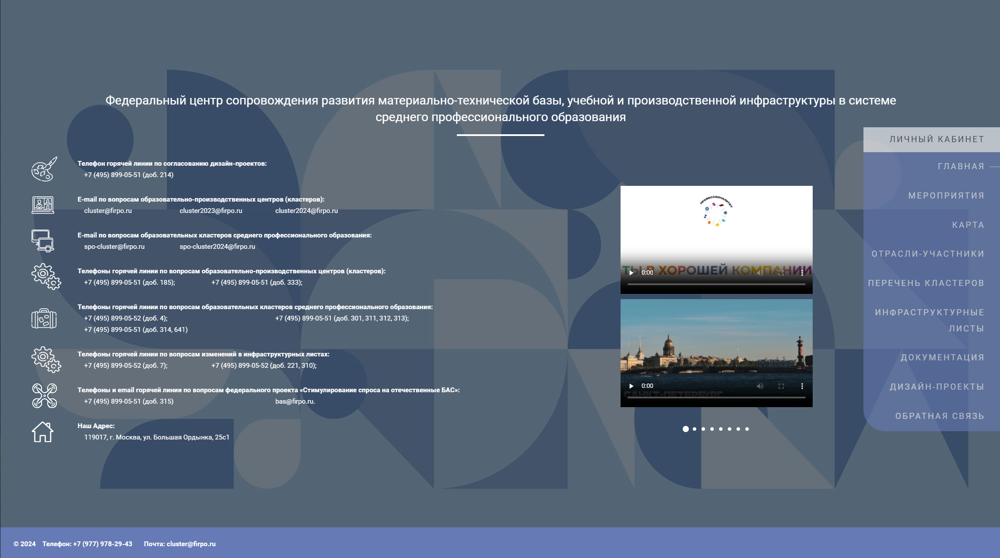 Федеральный центр сопровождения развития материально-технической базы, учебной и производственной инфраструктуры в системе
среднего профессионального образования
Телефон горячей линии по согласованию дизайн-проектов:
+7 (495) 899-05-51 (доб. 214)
E-mail по вопросам образовательно-производственных центров (кластеров):
cluster@firpo.ru cluster2023@firpo.ru cluster2024@firpo.ru
E-mail по вопросам образовательных кластеров среднего профессионального образования:
spo-cluster@firpo.ru spo-cluster2024@firpo.ru
Телефоны горячей линии по вопросам образовательно-производственных центров (кластеров):
+7 (495) 899-05-51 (доб. 185); +7 (495) 899-05-51 (доб. 333);
Телефоны горячей линии по вопросам образовательных кластеров среднего профессионального образования:
+7 (495) 899-05-52 (доб. 4); +7 (495) 899-05-51 (доб. 301, 311, 312, 313);
+7 (495) 899-05-51 (доб. 314, 641)
Телефоны горячей линии по вопросам изменений в инфраструктурных листах:
+7 (495) 899-05-52 (доб. 7); +7 (495) 899-05-52 (доб. 221, 310);
Телефоны и email горячей линии по вопросам федерального проекта «Стимулирование спроса на отечественные БАС»:
+7 (495) 899-05-51 (доб. 315) bas@firpo.ru.
Наш Адрес:
119017, г. Москва, ул. Большая Ордынка, 25с1
ПРОФЕССИОНАЛИТЕТ
ТЫ В ХОРОШЕЙ КОМПАНИИ
0:00
0:00
САНКТ-ПЕТЕРБУРГ
ЛИЧНЫЙ КАБИНЕТ
ГЛАВНАЯ
МЕРОПРИЯТИЯ
КАРТА
ОТРАСЛИ-УЧАСТНИКИ
ПЕРЕЧЕНЬ КЛАСТЕРОВ
ИНФРАСТРУКТУРНЫЕ
ЛИСТЫ
ДОКУМЕНТАЦИЯ
ДИЗАЙН-ПРОЕКТЫ
ОБРАТНАЯ СВЯЗЬ
© 2024 Телефон: +7 (977) 978-29-43 Почта: cluster@firpo.ru